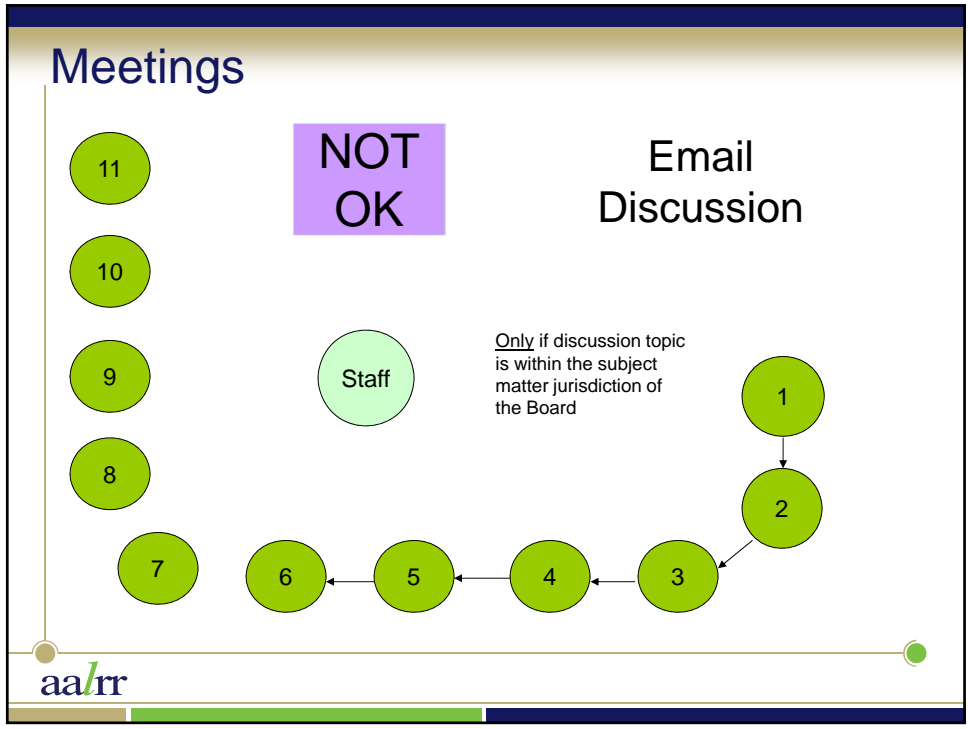 Meetings
11
NOT
OK
Email
Discussion
10
9
Staff
Only if discussion topic
is within the subject
matter jurisdiction of
the Board
1
8
2
7
6
5
4
3
aalrr